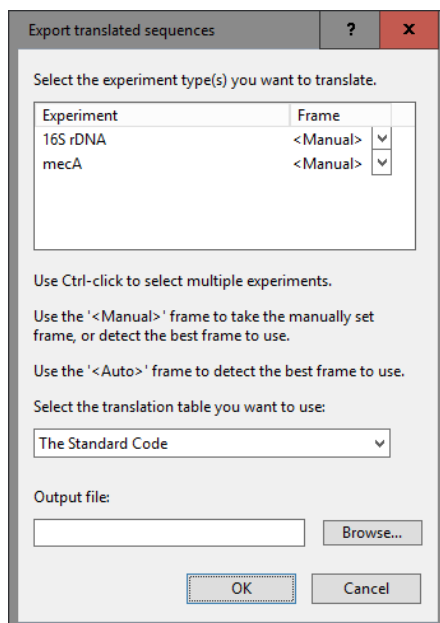 Export translated sequences ? x
Select the experiment type(s) you want to translate.
Experiment Frame
16S rDNA <Manual>
mecA <Manual>
Use Ctrl-click to select multiple experiments.
Use the '<Manual>' frame to take the manually set
frame, or detect the best frame to use.
Use the '<Auto>' frame to detect the best frame to use.
Select the translation table you want to use:
The Standard Code
Output file:
Browse...
OK Cancel